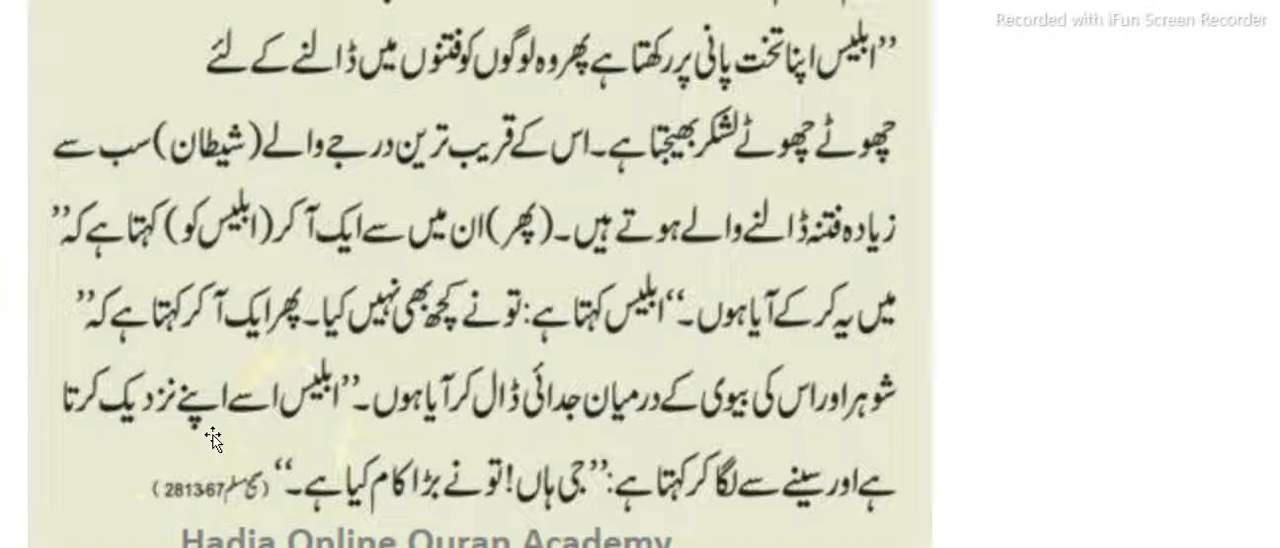 Recorded with iFun Screen Recorder
”ابلیس اپنا تخت پانی پر رکھتا ہے پھر وہ لوگوں کو فتنوں میں ڈالنے کے لئے
چھوٹے چھوٹے لشکر بھیجتا ہے۔ اس کے قریب ترین درجے والے (شیطان) سب سے
زیادہ فتنہ ڈالنے والے ہوتے ہیں۔ (پھر) ان میں سے ایک آ کر (ابلیس کو) کہتا ہے کہ ”
میں یہ کر کے آیا ہوں۔“ ابلیس کہتا ہے: تو نے کچھ بھی نہیں کیا۔ پھر ایک آ کر کہتا ہے کہ ”
شوہر اور اس کی بیوی کے درمیان جدائی ڈال کر آیا ہوں۔” ابلیس اسے اپنے نزدیک کرتا
ہے اور سینے سے لگا کر کہتا ہے: ”جی ہاں! تو نے بڑا کام کیا ہے۔“ (صحیح مسلم 2813-67)
Hadia Online Quran Academy